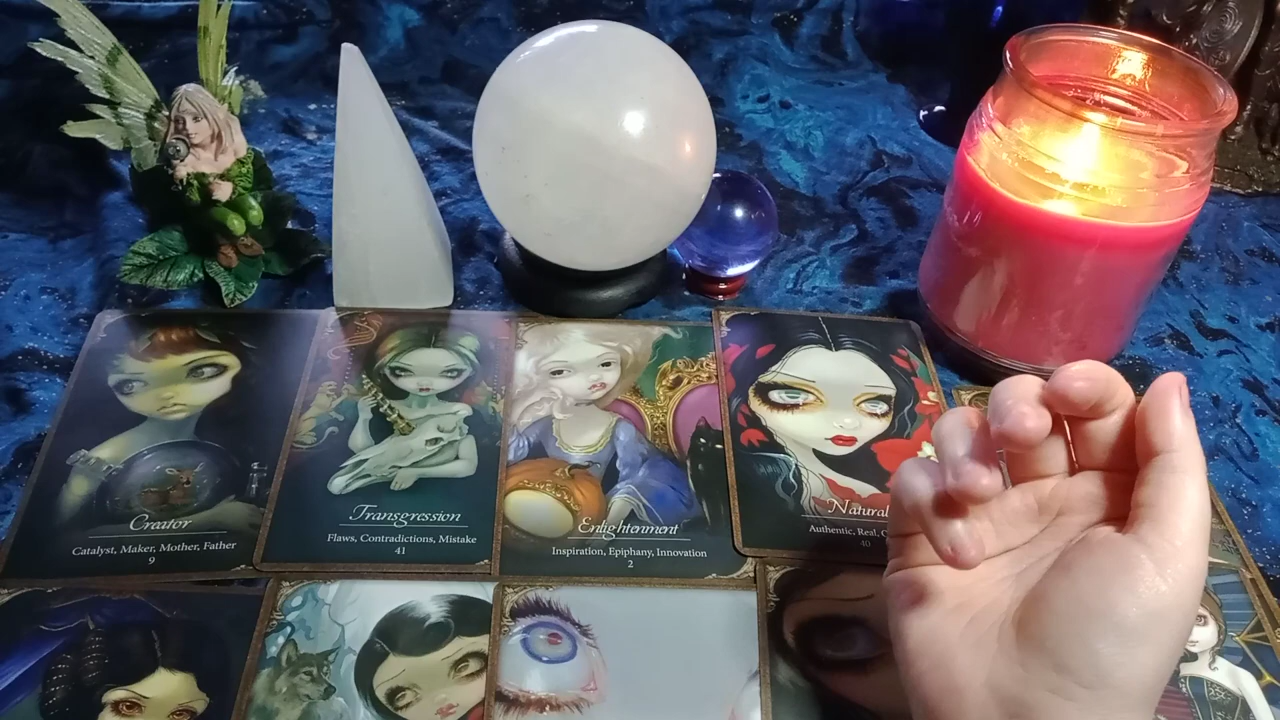 Creator
Catalyst, Maker, Mother, Father
9
Transgression
Flaws, Contradictions, Mistake
41
Enlightenment
Inspiration, Epiphany, Innovation
2
Natural
Authentic, Real,
40